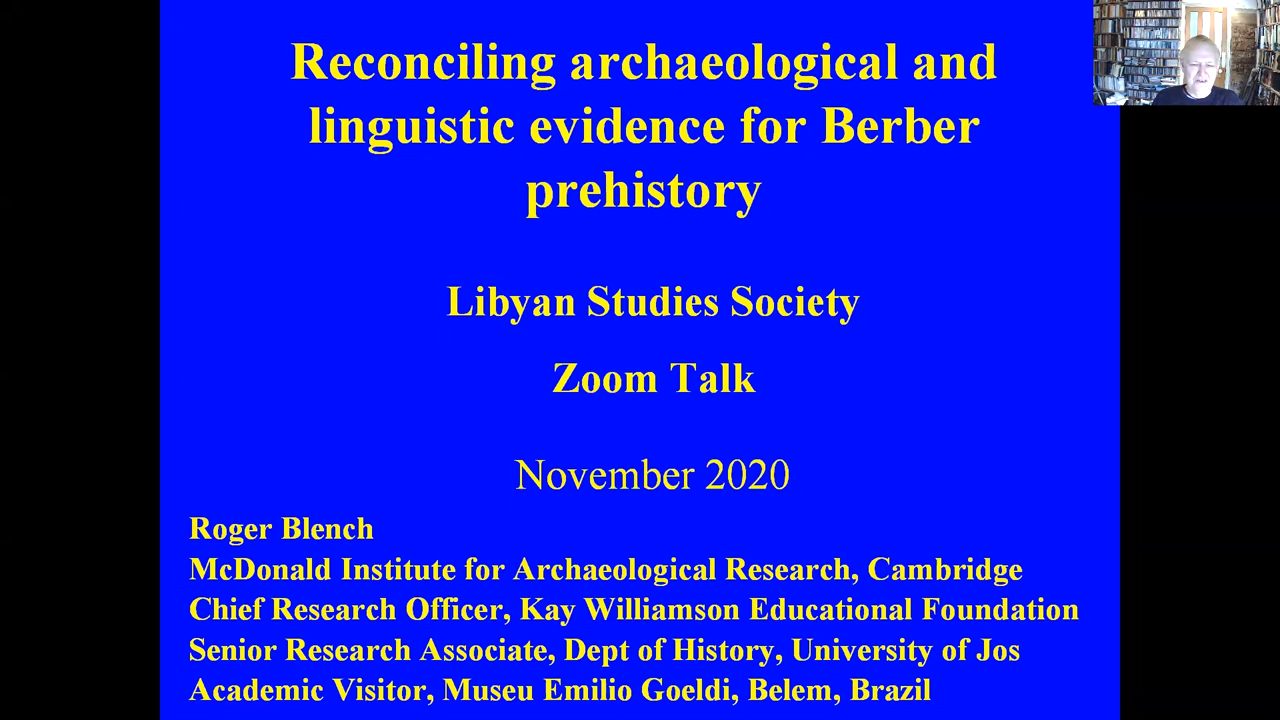 Reconciling archaeological and
linguistic evidence for Berber
prehistory
Libyan Studies Society
Zoom Talk
November 2020
Roger Blench
McDonald Institute for Archaeological Research, Cambridge
Chief Research Officer, Kay Williamson Educational Foundation
Senior Research Associate, Dept of History, University of Jos
Academic Visitor, Museu Emilio Goeldi, Belem, Brazil